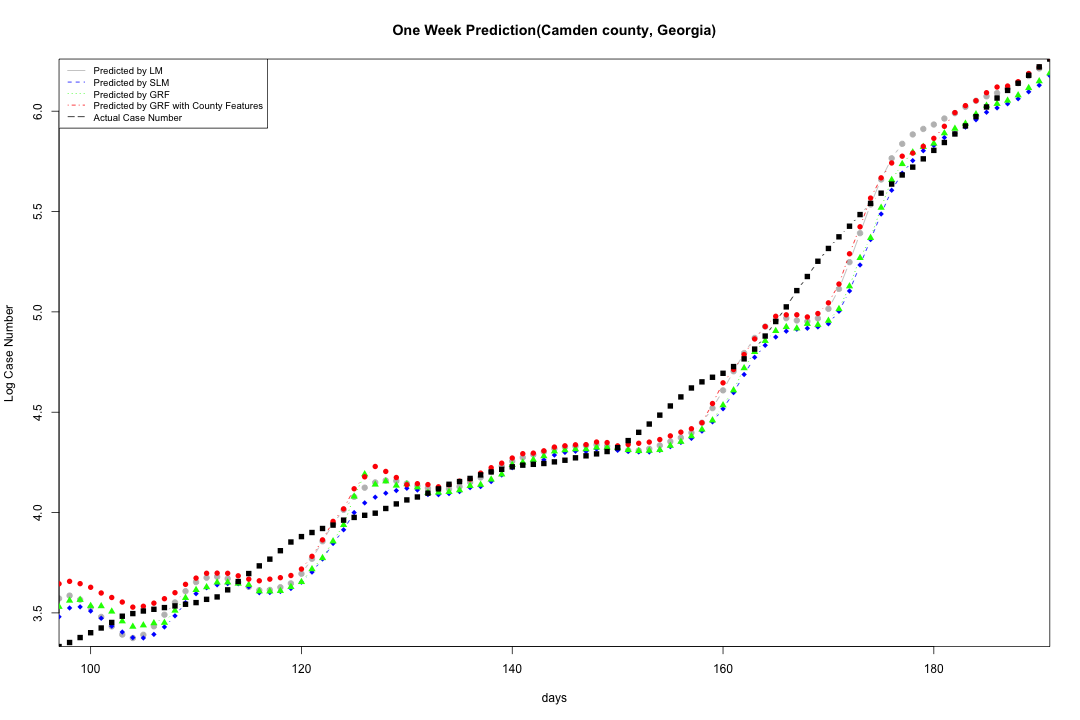 One Week Prediction(Camden county, Georgia)
Predicted by LM
Predicted by SLM
Predicted by GRF
Predicted by GRF with County Features
Actual Case Number
Log Case Number
6.0
5.5
5.0
4.5
4.0
3.5
100 120 140 160 180
days